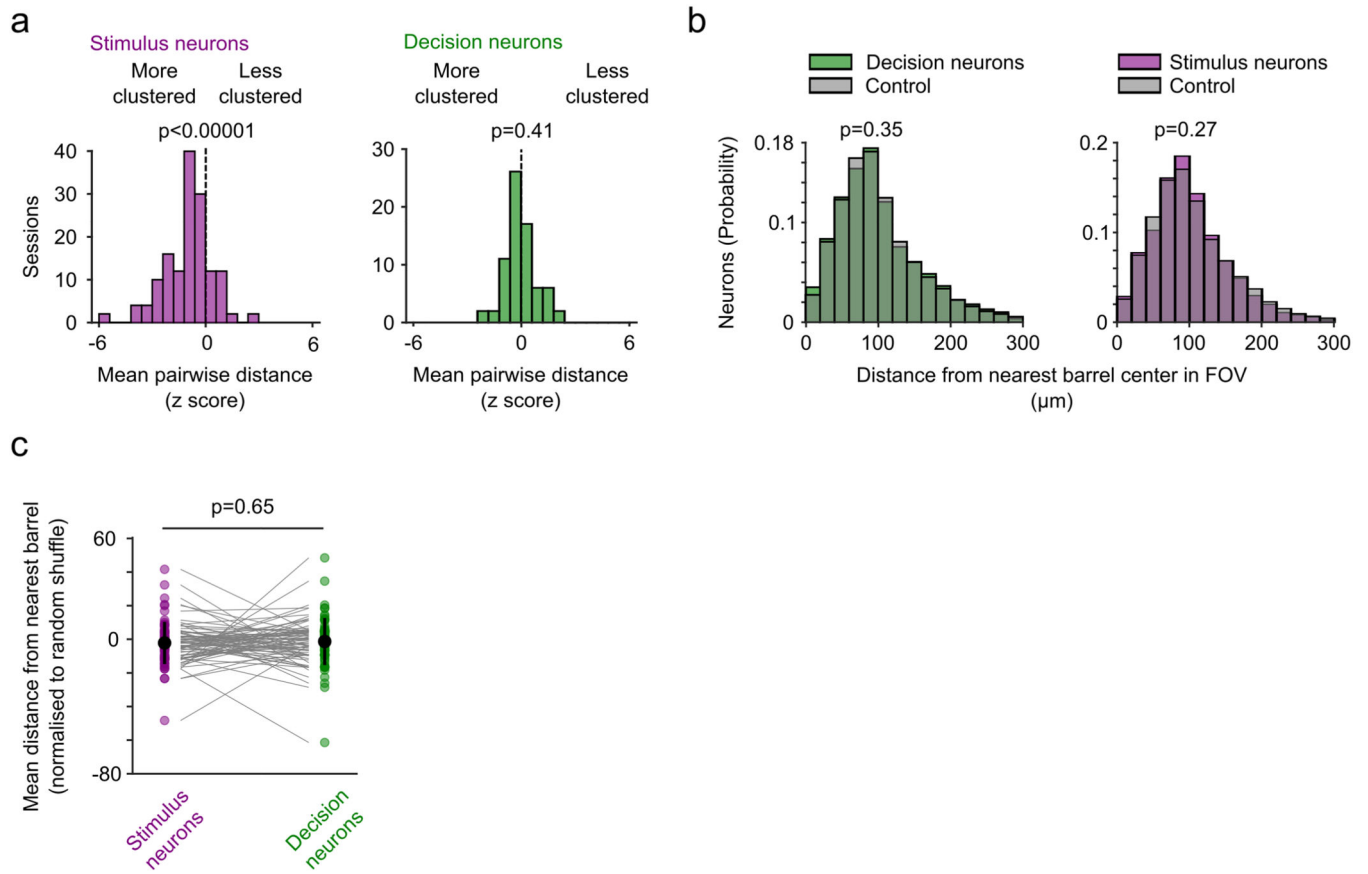 a
Stimulus neurons
More clustered
Less clustered
p<0.00001
Sessions
40
30
20
10
0
-6
0
6
Mean pairwise distance
(z score)
Decision neurons
More clustered
Less clustered
p=0.41
30
20
10
0
-6
0
6
Mean pairwise distance
(z score)
b
Decision neurons
Control
p=0.35
Neurons (Probability)
0.18
0.1
0
0
100
200
300
Stimulus neurons
Control
p=0.27
0.2
0.1
0
0
100
200
300
Distance from nearest barrel center in FOV
(µm)
c
p=0.65
Mean distance from nearest barrel
(normalised to random shuffle)
60
0
-80
Stimulus
neurons
Decision
neurons